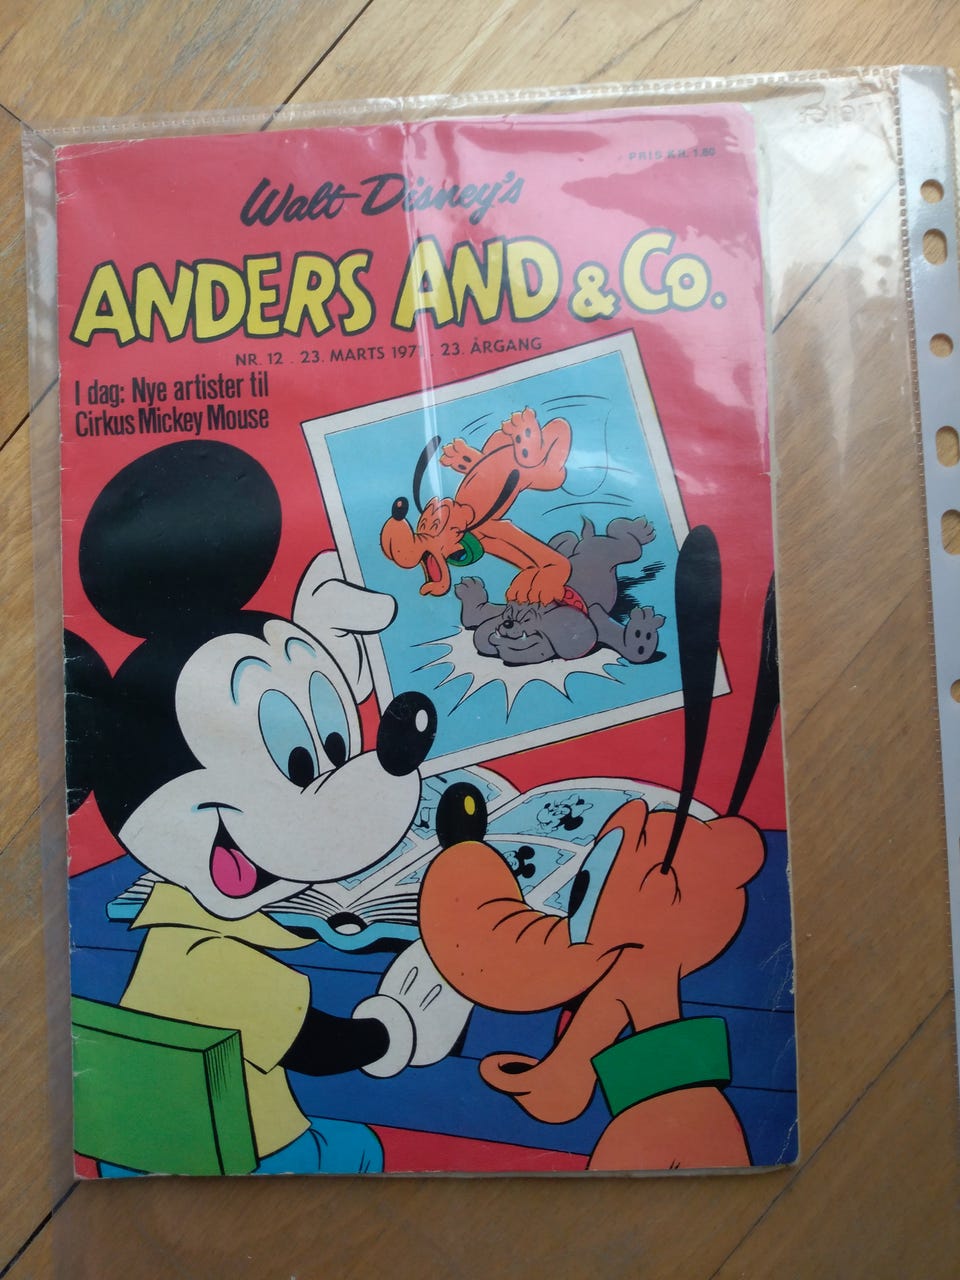 PRIS KR. 1.80
Walt Disney's
ANDERS AND & Co.
NR. 12 . 23. MARTS 1971 . 23. ÅRGANG
I dag: Nye artister til
Cirkus Mickey Mouse